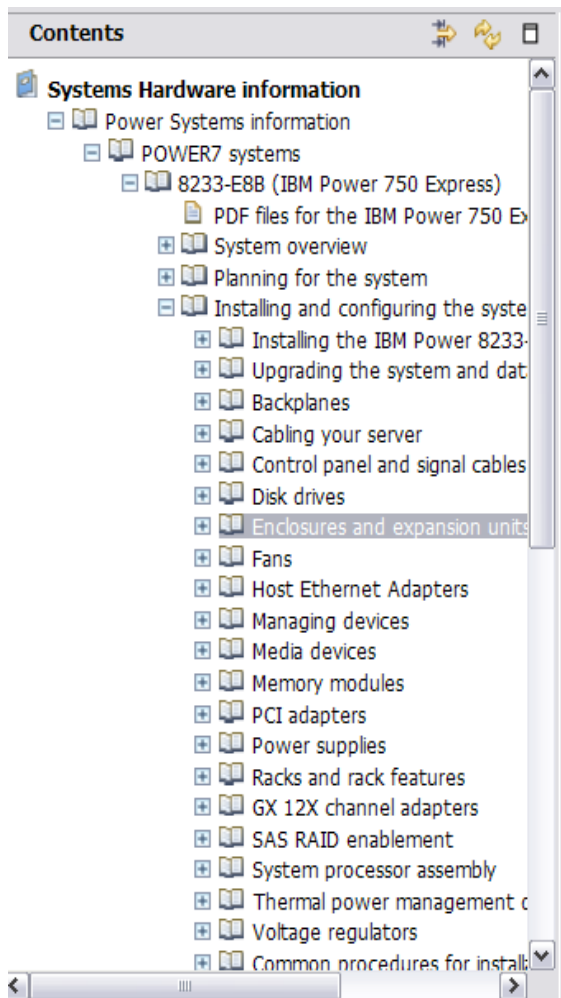 Contents
Systems Hardware information
Power Systems information
POWER7 systems
8233-E8B (IBM Power 750 Express)
PDF files for the IBM Power 750 Ex
System overview
Planning for the system
Installing and configuring the syste
Installing the IBM Power 8233-
Upgrading the system and dat
Backplanes
Cabling your server
Control panel and signal cables
Disk drives
Enclosures and expansion units
Fans
Host Ethernet Adapters
Managing devices
Media devices
Memory modules
PCI adapters
Power supplies
Racks and rack features
GX 12X channel adapters
SAS RAID enablement
System processor assembly
Thermal power management
Voltage regulators
Common procedures for install